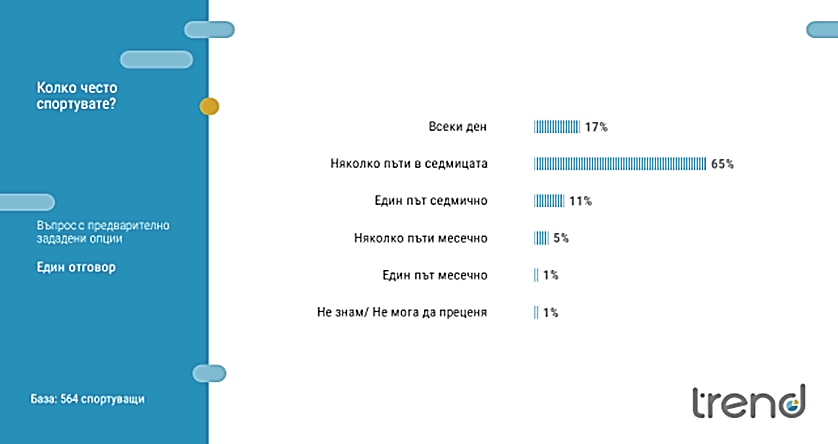 Колко често
спортувате?
Въпрос с предварително
зададени опции
Един отговор
База: 564 спортуващи
Всеки ден 17%
Няколко пъти в седмицата 65%
Един път седмично 11%
Няколко пъти месечно 5%
Един път месечно 1%
Не знам/ Не мога да преценя 1%
trend